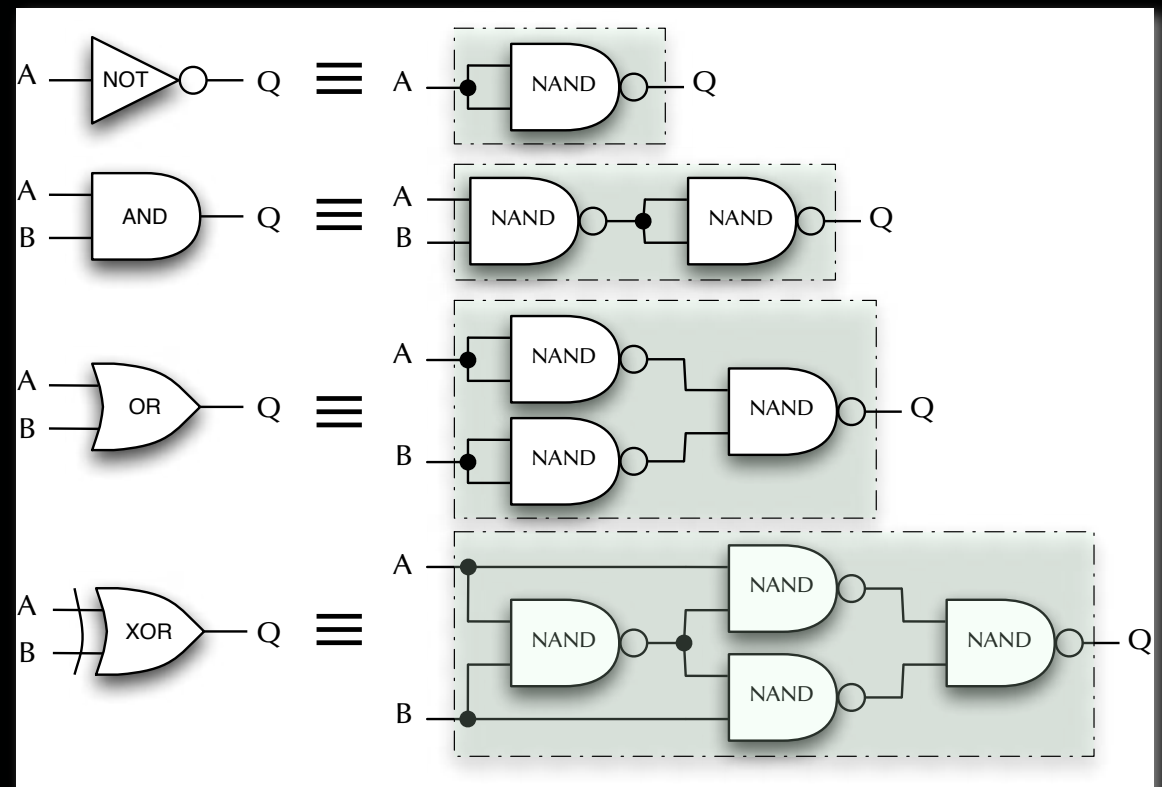 A NOT Q ≡ A NAND Q
A AND Q ≡ A NAND NAND Q
B B
A NAND
A OR Q ≡ NAND Q
B B NAND
A NAND
A XOR Q ≡ NAND NAND Q
B NAND
B